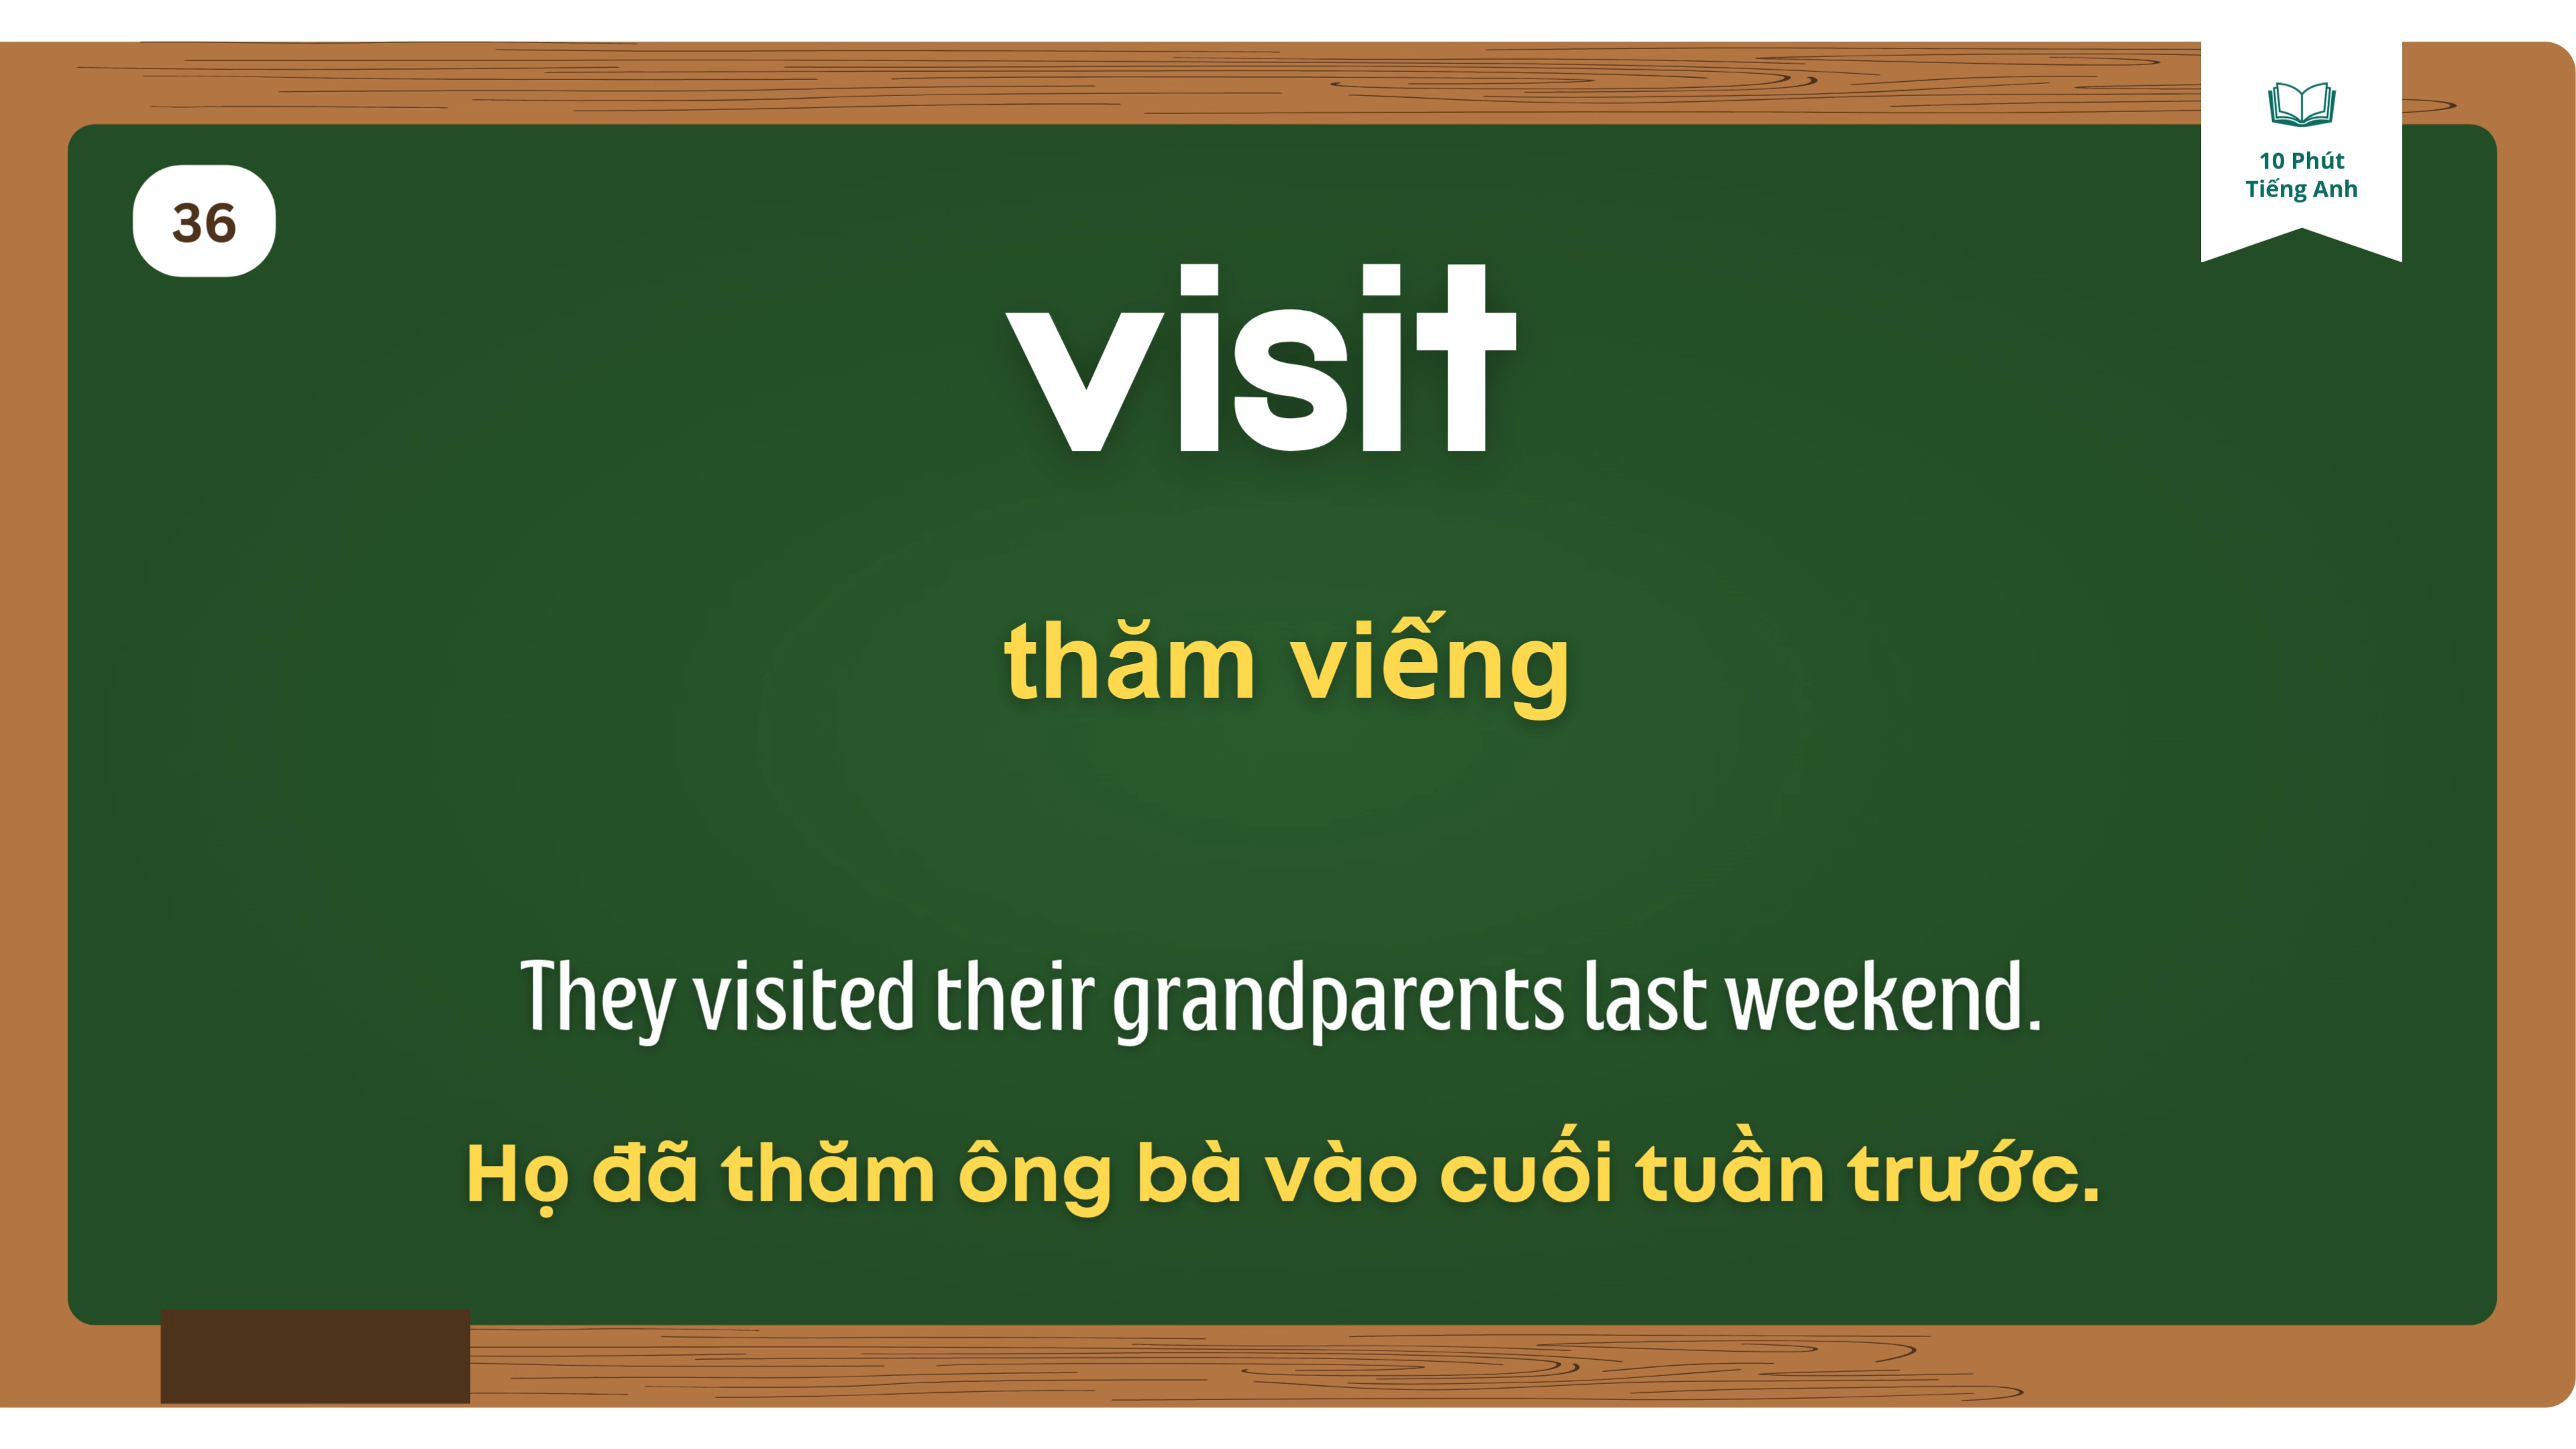 10 Phút
Tiếng Anh
36
visit
thăm viếng
They visited their grandparents last weekend.
Họ đã thăm ông bà vào cuối tuần trước.